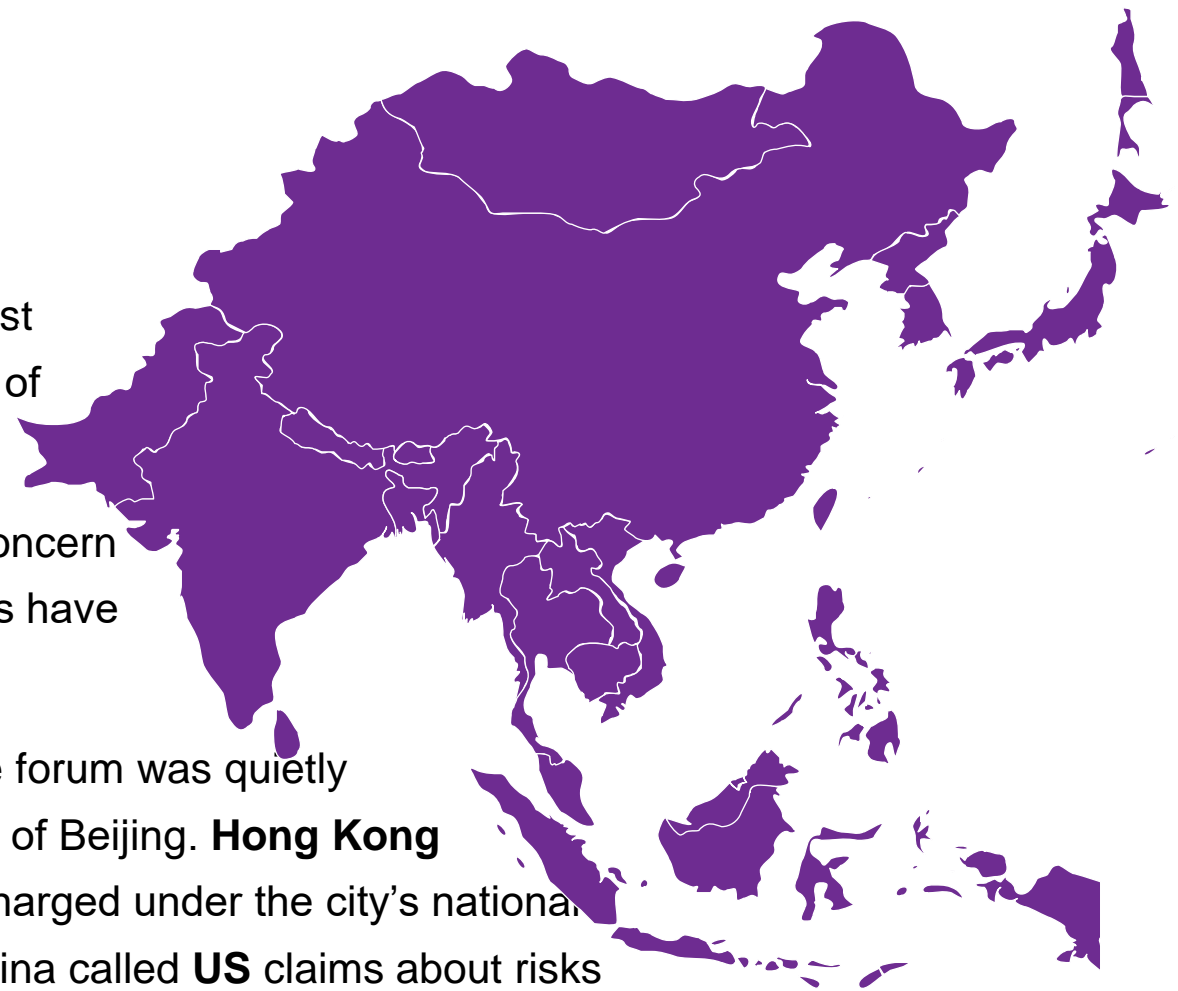 st
of
oncern
s have
e forum was quietly
of Beijing. Hong Kong
harged under the city’s national
ina called US claims about risks